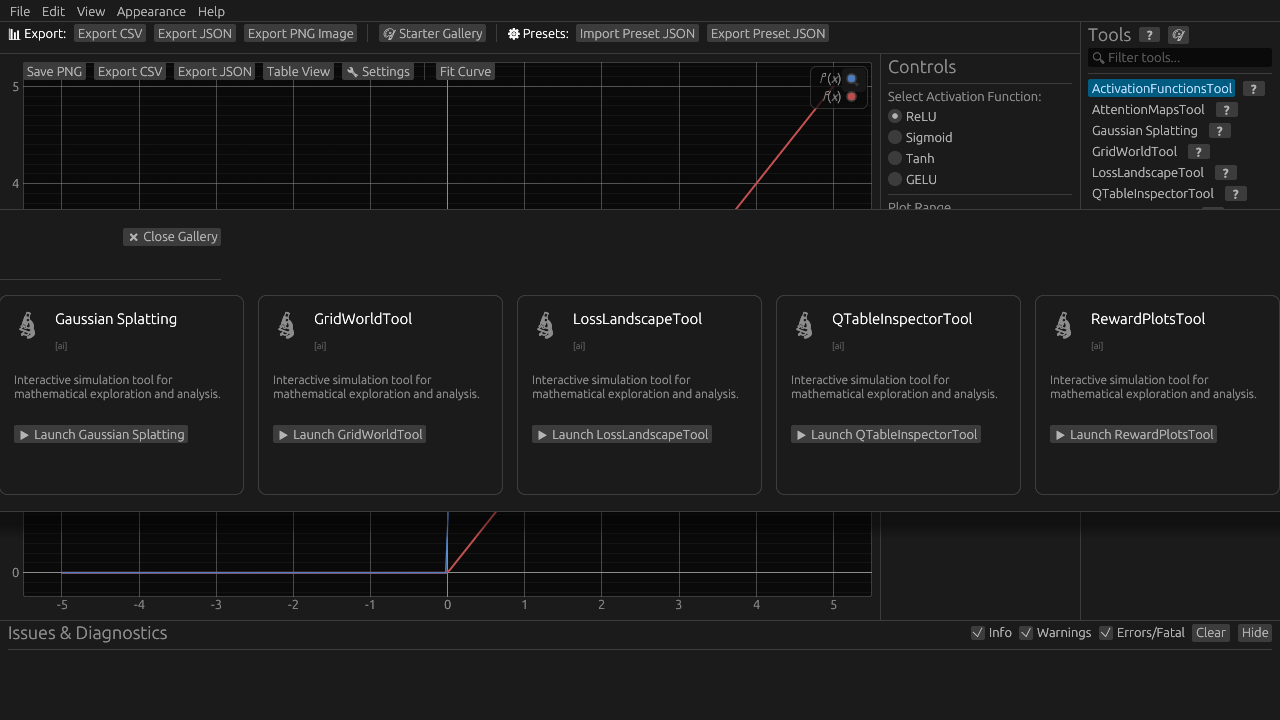 File Edit View Appearance Help
Export: Export CSV Export JSON Export PNG Image Starter Gallery Presets: Import Preset JSON Export Preset JSON
Tools ?
Filter tools...
Save PNG Export CSV Export JSON Table View Settings Fit Curve
f'(x)
f(x)
5
4
Controls
Select Activation Function:
ReLU
Sigmoid
Tanh
GELU
Plot Range
ActivationFunctionsTool ?
AttentionMapsTool ?
Gaussian Splatting ?
GridWorldTool ?
LossLandscapeTool ?
QTableInspectorTool ?
Close Gallery
Gaussian Splatting
[ai]
Interactive simulation tool for
mathematical exploration and analysis.
Launch Gaussian Splatting
GridWorldTool
[ai]
Interactive simulation tool for
mathematical exploration and analysis.
Launch GridWorldTool
LossLandscapeTool
[ai]
Interactive simulation tool for
mathematical exploration and analysis.
Launch LossLandscapeTool
QTableInspectorTool
[ai]
Interactive simulation tool for
mathematical exploration and analysis.
Launch QTableInspectorTool
RewardPlotsTool
[ai]
Interactive simulation tool for
mathematical exploration and analysis.
Launch RewardPlotsTool
0
-5 -4 -3 -2 -1 0 1 2 3 4 5
Issues & Diagnostics
Info Warnings Errors/Fatal Clear Hide